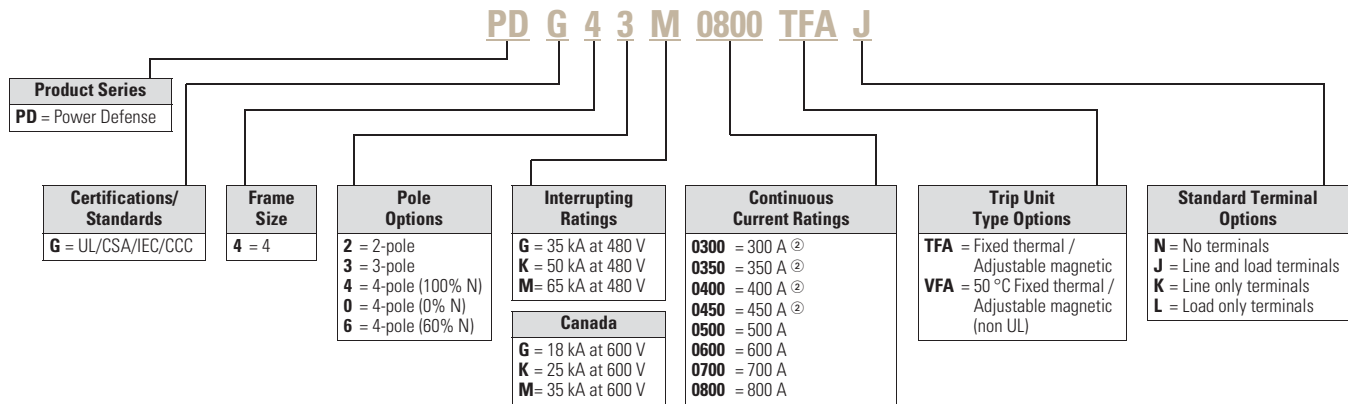 PD G 4 3 M 0800 TFA J
Product Series
PD = Power Defense
Certifications/
Standards
G = UL/CSA/IEC/CCC
Frame
Size
4 = 4
Pole
Options
2 = 2-pole
3 = 3-pole
4 = 4-pole (100% N)
0 = 4-pole (0% N)
6 = 4-pole (60% N)
Interrupting
Ratings
G = 35 kA at 480 V
K = 50 kA at 480 V
M= 65 kA at 480 V
Canada
G = 18 kA at 600 V
K = 25 kA at 600 V
M= 35 kA at 600 V
Continuous
Current Ratings
0300 = 300 A ②
0350 = 350 A ②
0400 = 400 A ②
0450 = 450 A ②
0500 = 500 A
0600 = 600 A
0700 = 700 A
0800 = 800 A
Trip Unit
Type Options
TFA = Fixed thermal /
Adjustable magnetic
VFA = 50 °C Fixed thermal /
Adjustable magnetic
(non UL)
Standard Terminal
Options
N = No terminals
J = Line and load terminals
K = Line only terminals
L = Load only terminals